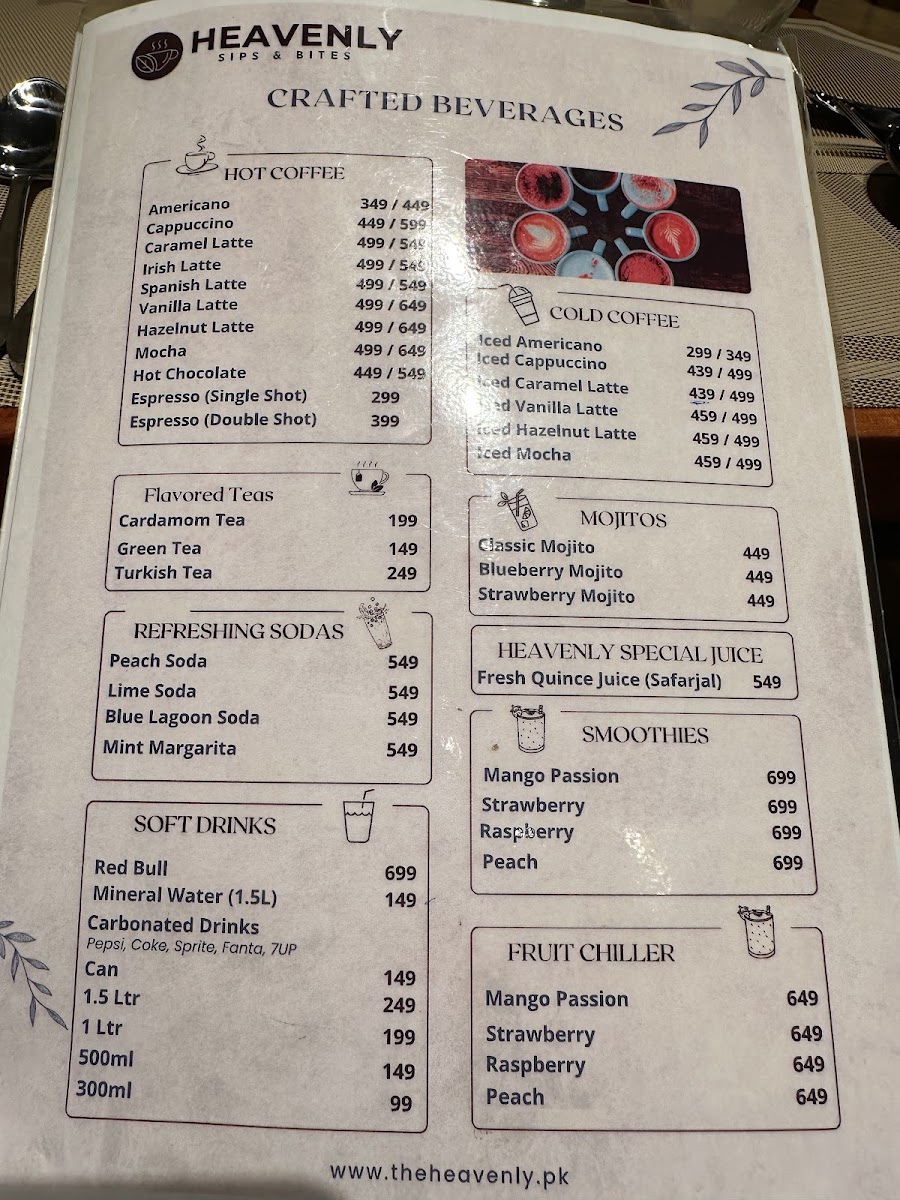 HEAVENLY
SIPS & BITES
CRAFTED BEVERAGES
HOT COFFEE
Americano 349 / 449
Cappuccino 449 / 599
Caramel Latte 499 / 549
Irish Latte 499 / 549
Spanish Latte 499 / 549
Vanilla Latte 499 / 649
Hazelnut Latte 499 / 649
Mocha 499 / 649
Hot Chocolate 449 / 549
Espresso (Single Shot) 299
Espresso (Double Shot) 399
Flavored Teas
Cardamom Tea 199
Green Tea 149
Turkish Tea 249
REFRESHING SODAS
Peach Soda 549
Lime Soda 549
Blue Lagoon Soda 549
Mint Margarita 549
SOFT DRINKS
Red Bull 699
Mineral Water (1.5L) 149
Carbonated Drinks
Pepsi, Coke, Sprite, Fanta, 7UP
Can 149
1.5 Ltr 249
1 Ltr 199
500ml 149
300ml 99
COLD COFFEE
Iced Americano 299 / 349
Iced Cappuccino 439 / 499
Iced Caramel Latte 439 / 499
Iced Vanilla Latte 459 / 499
Iced Hazelnut Latte 459 / 499
Iced Mocha 459 / 499
MOJITOS
Classic Mojito 449
Blueberry Mojito 449
Strawberry Mojito 449
HEAVENLY SPECIAL JUICE
Fresh Quince Juice (Safarjal) 549
SMOOTHIES
Mango Passion 699
Strawberry 699
Raspberry 699
Peach 699
FRUIT CHILLER
Mango Passion 649
Strawberry 649
Raspberry 649
Peach 649
www.theheavenly.pk